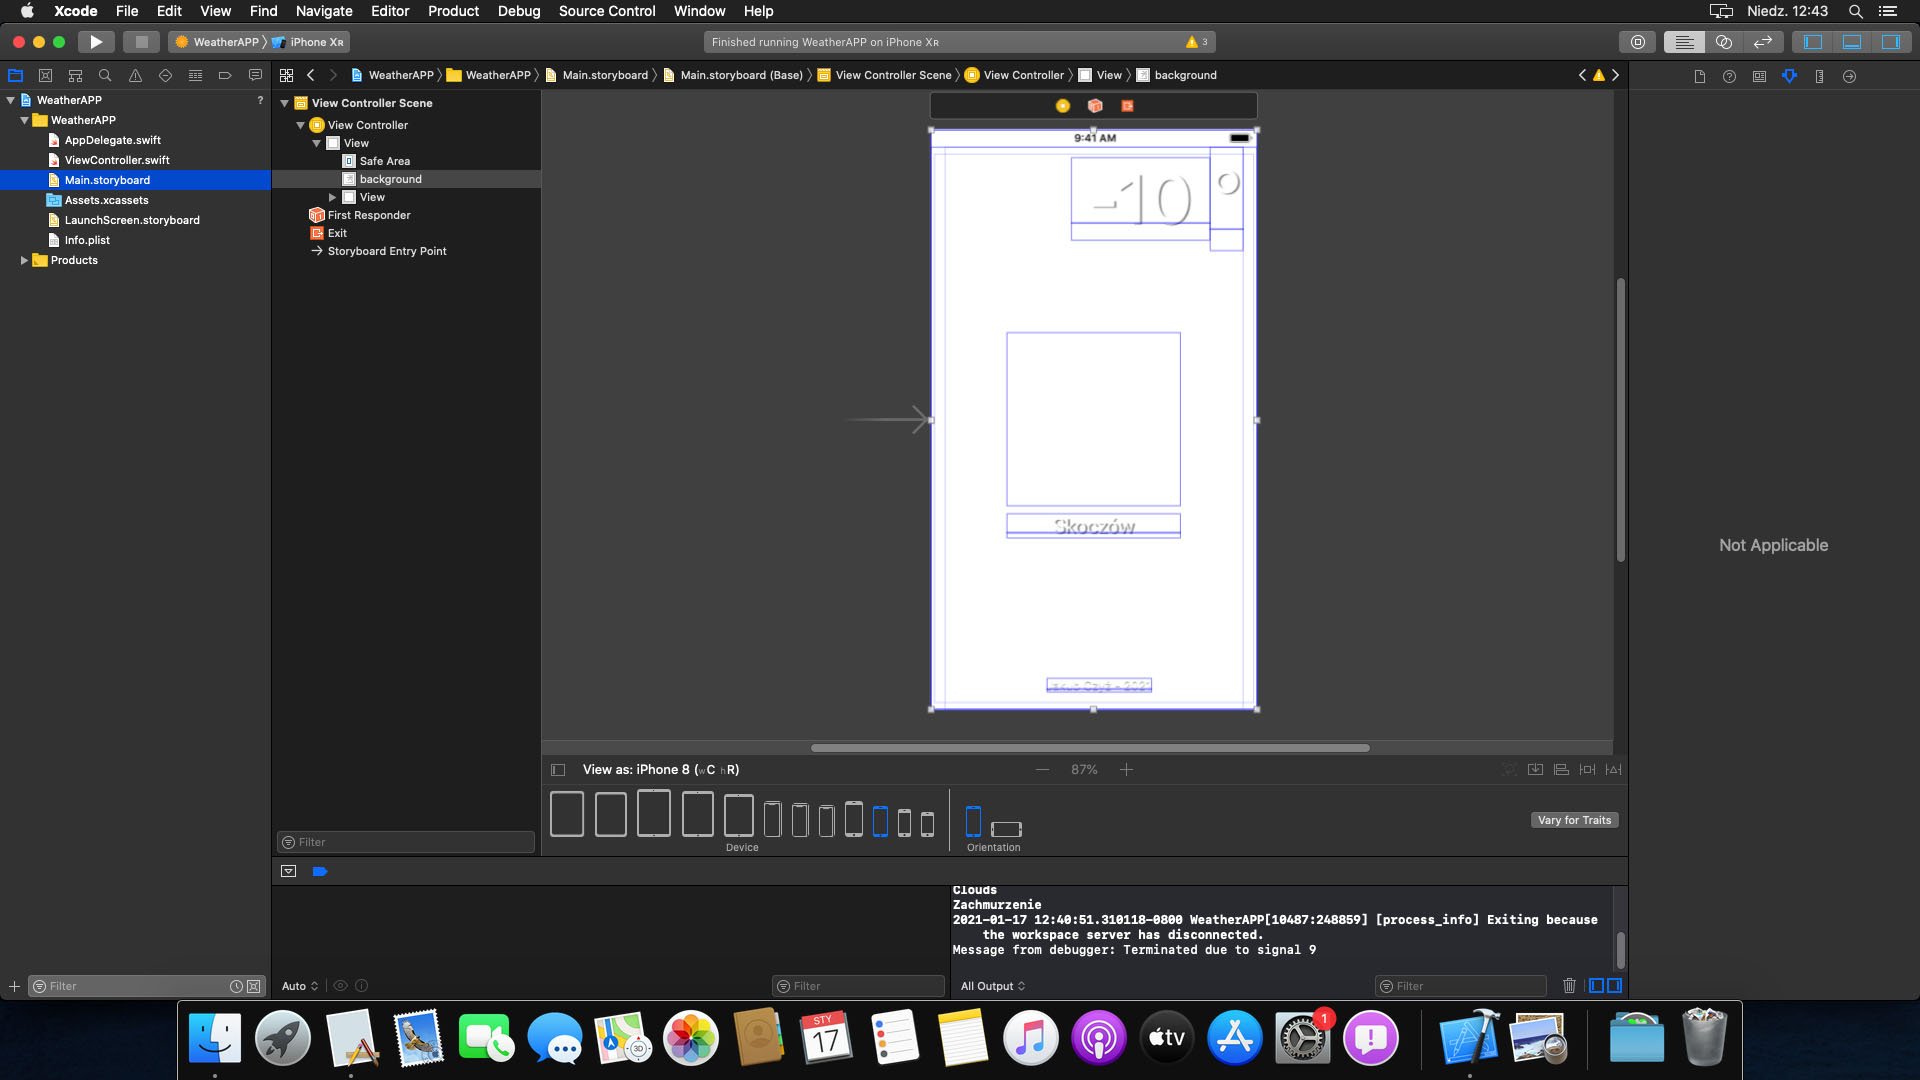 Xcode File Edit View Find Navigate Editor Product Debug Source Control Window Help Niedz. 12:43
WeatherAPP iPhone XR Finished running WeatherAPP on iPhone XR 3
WeatherAPP WeatherAPP Main.storyboard Main.storyboard (Base) View Controller Scene View Controller View background
WeatherAPP ?
WeatherAPP
AppDelegate.swift
ViewController.swift
Main.storyboard
Assets.xcassets
LaunchScreen.storyboard
Info.plist
Products
View Controller Scene
View Controller
View
Safe Area
background
View
First Responder
Exit
Storyboard Entry Point
9:41 AM
-10 °
Skoczów
Czyż - 2021
Not Applicable
View as: iPhone 8 (wC hR) 87%
Filter
Device
Orientation
Vary for Traits
Clouds
Zachmurzenie
2021-01-17 12:40:51.310118-0800 WeatherAPP[10487:248859] [process_info] Exiting because
the workspace server has disconnected.
Message from debugger: Terminated due to signal 9
Filter
Auto
Filter
All Output
Filter
STY
17
3D
tv
1